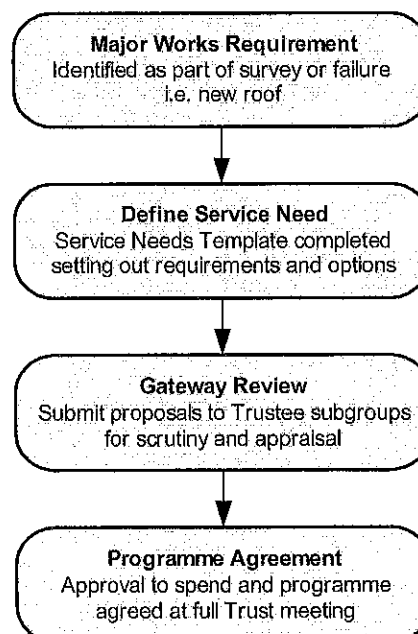 Major Works Requirement
Identified as part of survey or failure
i.e. new roof
Define Service Need
Service Needs Template completed
setting out requirements and options
Gateway Review
Submit proposals to Trustee subgroups
for scrutiny and appraisal
Programme Agreement
Approval to spend and programme
agreed at full Trust meeting